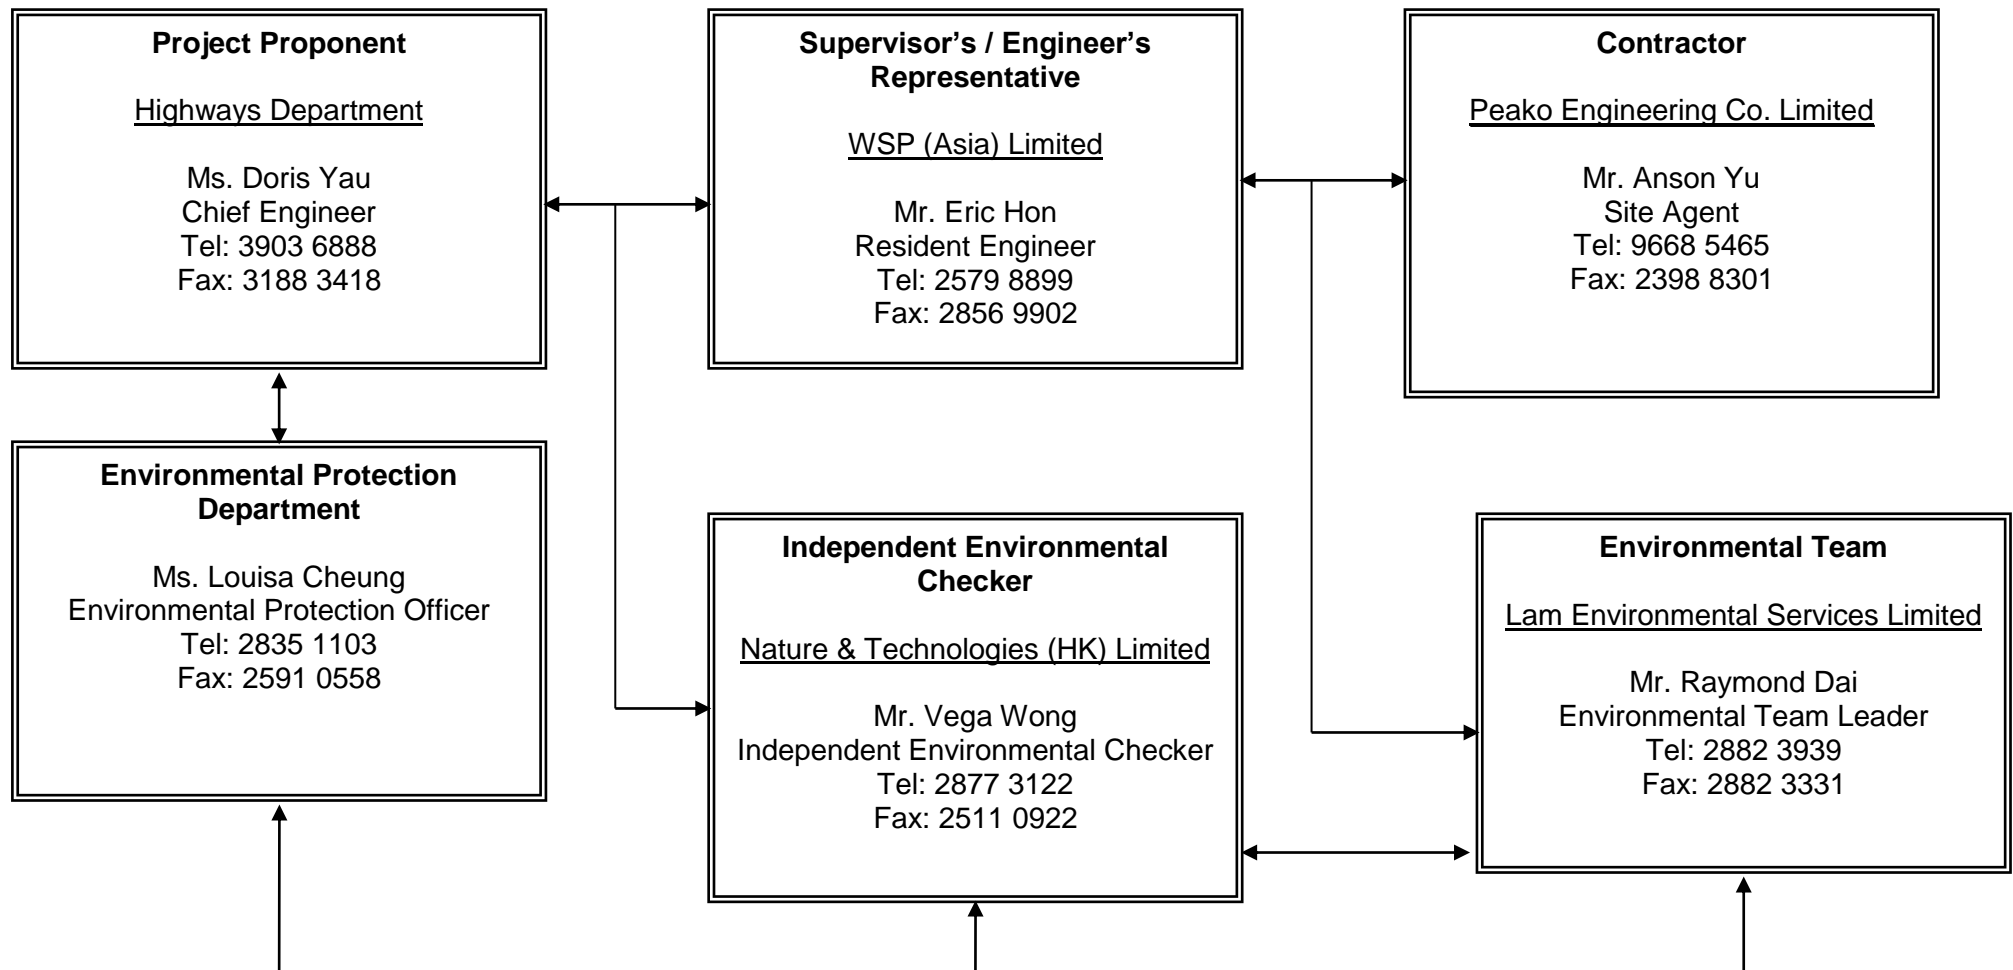 Project Proponent
Highways Department
Ms. Doris Yau
Chief Engineer
Tel: 3903 6888
Fax: 3188 3418
Supervisor’s / Engineer’s
Representative
WSP (Asia) Limited
Mr. Eric Hon
Resident Engineer
Tel: 2579 8899
Fax: 2856 9902
Contractor
Peako Engineering Co. Limited
Mr. Anson Yu
Site Agent
Tel: 9668 5465
Fax: 2398 8301
Environmental Protection
Department
Ms. Louisa Cheung
Environmental Protection Officer
Tel: 2835 1103
Fax: 2591 0558
Independent Environmental
Checker
Nature & Technologies (HK) Limited
Mr. Vega Wong
Independent Environmental Checker
Tel: 2877 3122
Fax: 2511 0922
Environmental Team
Lam Environmental Services Limited
Mr. Raymond Dai
Environmental Team Leader
Tel: 2882 3939
Fax: 2882 3331